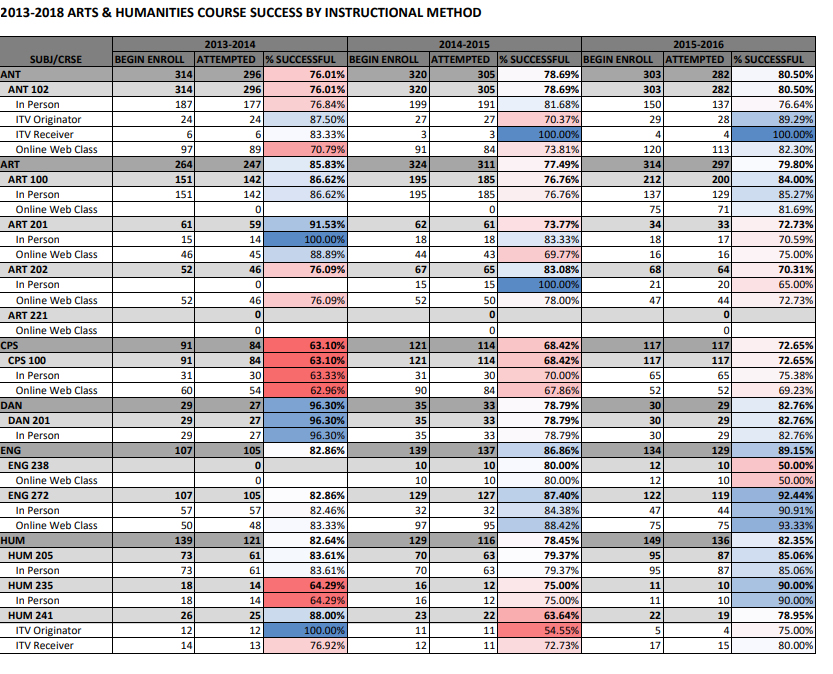 2013-2018 ARTS & HUMANITIES COURSE SUCCESS BY INSTRUCTIONAL METHOD
2013-2014 2014-2015 2015-2016
SUBJ/CRSE BEGIN ENROLL ATTEMPTED % SUCCESSFUL BEGIN ENROLL ATTEMPTED % SUCCESSFUL BEGIN ENROLL ATTEMPTED % SUCCESSFUL
ANT 314 296 76.01% 320 305 78.69% 303 282 80.50%
ANT 102 314 296 76.01% 320 305 78.69% 303 282 80.50%
In Person 187 177 76.84% 199 191 81.68% 150 137 76.64%
ITV Originator 24 24 87.50% 27 27 70.37% 29 28 89.29%
ITV Receiver 6 6 83.33% 3 3 100.00% 4 4 100.00%
Online Web Class 97 89 70.79% 91 84 73.81% 120 113 82.30%
ART 264 247 85.83% 324 311 77.49% 314 297 79.80%
ART 100 151 142 86.62% 195 185 76.76% 212 200 84.00%
In Person 151 142 86.62% 195 185 76.76% 137 129 85.27%
Online Web Class 0 0 75 71 81.69%
ART 201 61 59 91.53% 62 61 73.77% 34 33 72.73%
In Person 15 14 100.00% 18 18 83.33% 18 17 70.59%
Online Web Class 46 45 88.89% 44 43 69.77% 16 16 75.00%
ART 202 52 46 76.09% 67 65 83.08% 68 64 70.31%
In Person 0 15 15 100.00% 21 20 65.00%
Online Web Class 52 46 76.09% 52 50 78.00% 47 44 72.73%
ART 221 0 0 0
Online Web Class 0 0 0
CPS 91 84 63.10% 121 114 68.42% 117 117 72.65%
CPS 100 91 84 63.10% 121 114 68.42% 117 117 72.65%
In Person 31 30 63.33% 31 30 70.00% 65 65 75.38%
Online Web Class 60 54 62.96% 90 84 67.86% 52 52 69.23%
DAN 29 27 96.30% 35 33 78.79% 30 29 82.76%
DAN 201 29 27 96.30% 35 33 78.79% 30 29 82.76%
In Person 29 27 96.30% 35 33 78.79% 30 29 82.76%
ENG 107 105 82.86% 139 137 86.86% 134 129 89.15%
ENG 238 0 10 10 80.00% 12 10 50.00%
Online Web Class 0 10 10 80.00% 12 10 50.00%
ENG 272 107 105 82.86% 129 127 87.40% 122 119 92.44%
In Person 57 57 82.46% 32 32 84.38% 47 44 90.91%
Online Web Class 50 48 83.33% 97 95 88.42% 75 75 93.33%
HUM 139 121 82.64% 129 116 78.45% 149 136 82.35%
HUM 205 73 61 83.61% 70 63 79.37% 95 87 85.06%
In Person 73 61 83.61% 70 63 79.37% 95 87 85.06%
HUM 235 18 14 64.29% 16 12 75.00% 11 10 90.00%
In Person 18 14 64.29% 16 12 75.00% 11 10 90.00%
HUM 241 26 25 88.00% 23 22 63.64% 22 19 78.95%
ITV Originator 12 12 100.00% 11 11 54.55% 5 4 75.00%
ITV Receiver 14 13 76.92% 12 11 72.73% 17 15 80.00%